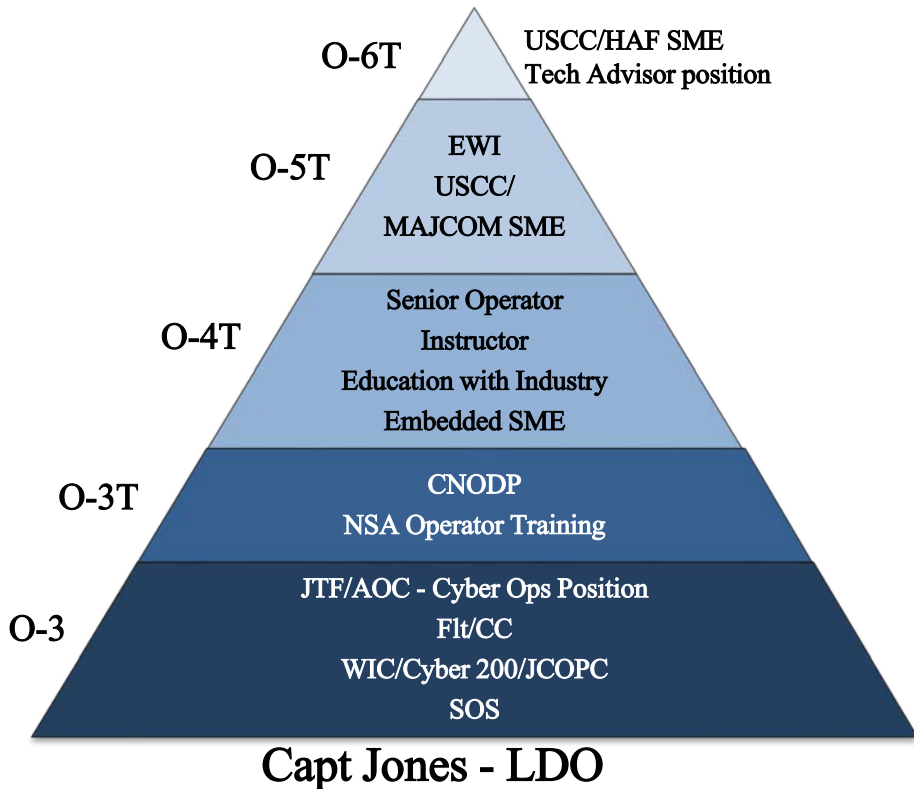 O-6T
USCC/HAF SME
Tech Advisor position
O-5T
EWI
USCC/
MAJCOM SME
O-4T
Senior Operator
Instructor
Education with Industry
Embedded SME
O-3T
CNODP
NSA Operator Training
O-3
JTF/AOC - Cyber Ops Position
Flt/CC
WIC/Cyber 200/JCOPC
SOS
Capt Jones - LDO